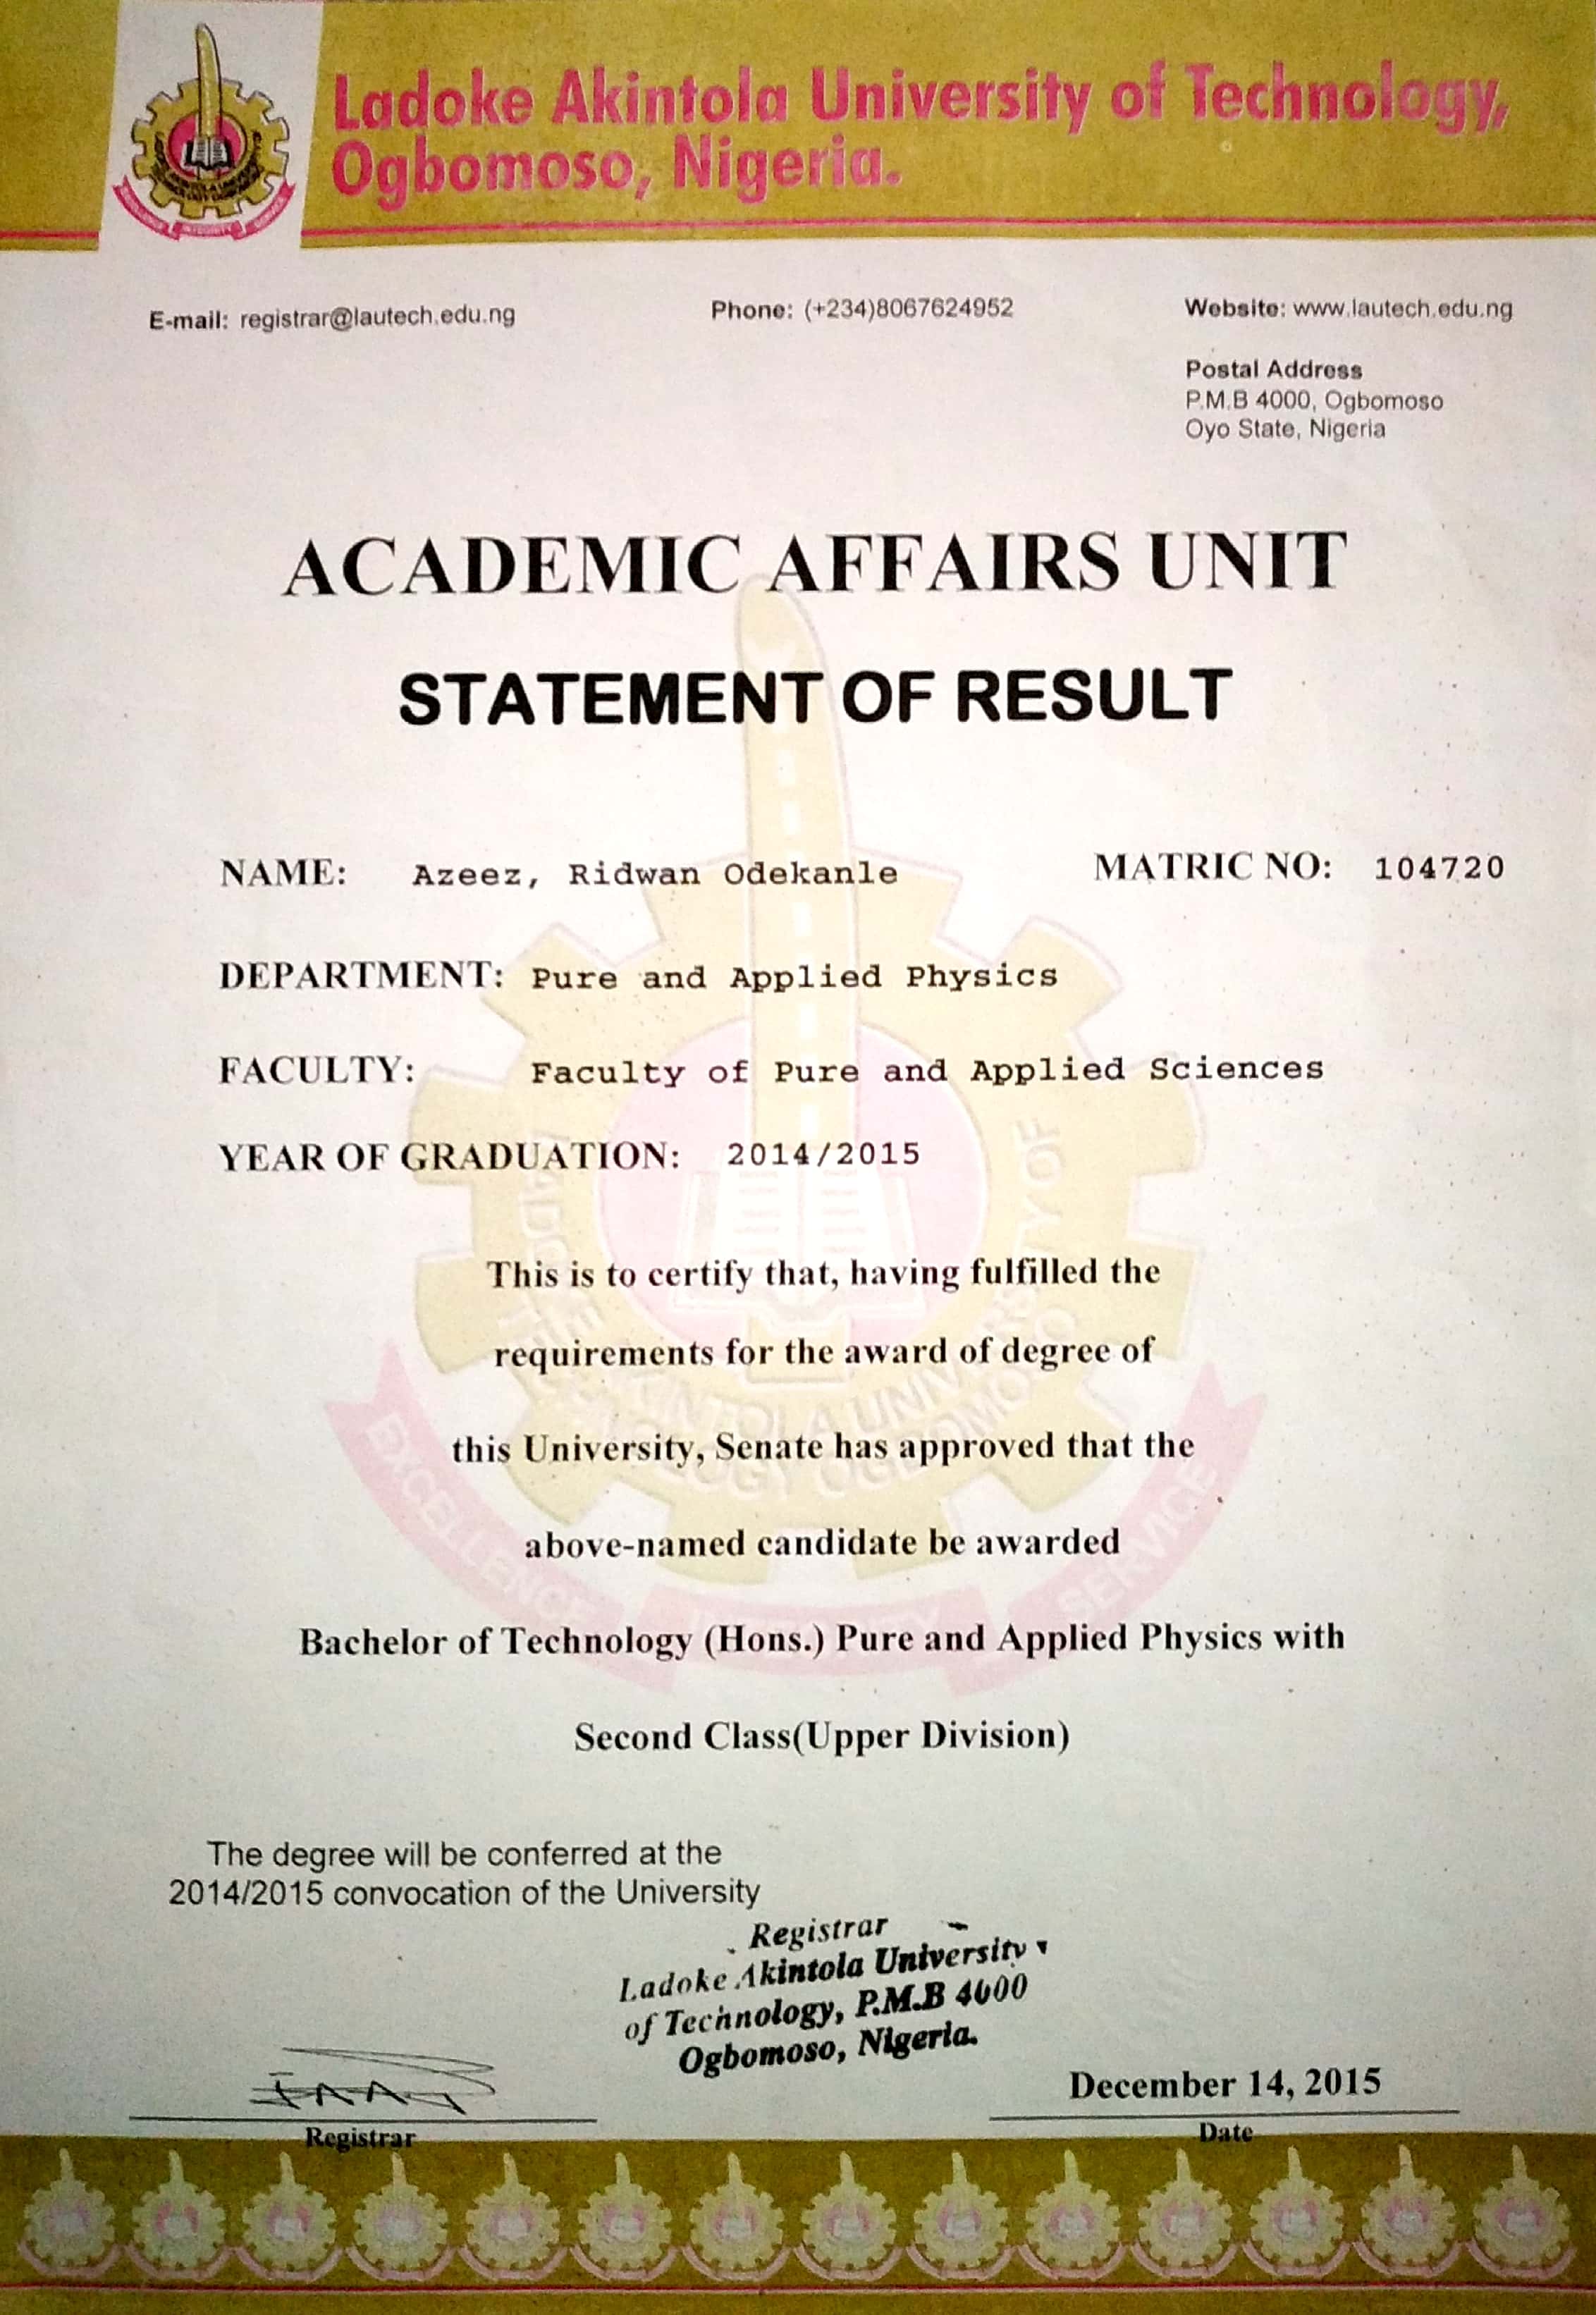 Ladoke Akintola University of Technology,
Ogbomoso, Nigeria.
EXCELLENCE INTEGRITY SERVICE
E-mail: registrar@lautech.edu.ng
Phone: (+234)8067624952
Website: www.lautech.edu.ng
Postal Address
P.M.B 4000, Ogbomoso
Oyo State, Nigeria
ACADEMIC AFFAIRS UNIT
STATEMENT OF RESULT
NAME: Azeez, Ridwan Odekanle MATRIC NO: 104720
DEPARTMENT: Pure and Applied Physics
FACULTY: Faculty of Pure and Applied Sciences
YEAR OF GRADUATION: 2014/2015
This is to certify that, having fulfilled the
requirements for the award of degree of
this University, Senate has approved that the
above-named candidate be awarded
Bachelor of Technology (Hons.) Pure and Applied Physics with
Second Class(Upper Division)
EXCELLENCE SERVICE
The degree will be conferred at the
2014/2015 convocation of the University
Registrar
Ladoke Akintola University
of Technology, P.M.B 4000
Ogbomoso, Nigeria.
December 14, 2015
Registrar
Date